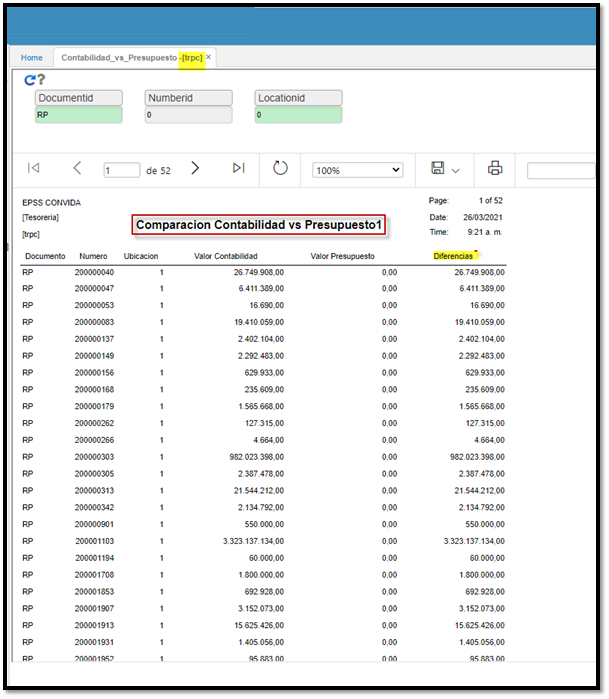 Home Contabilidad_vs_Presupuesto -[trpc] ×
?
Documentid Numberid Locationid
RP 0 0
1 de 52 100%
EPSS CONVIDA Page: 1 of 52
[Tesoreria] Date: 26/03/2021
Comparacion Contabilidad vs Presupuesto1
[trpc] Time: 9:21 a. m.
Documento Numero Ubicacion Valor Contabilidad Valor Presupuesto Diferencias
RP 200000040 1 26.749.908,00 0,00 26.749.908,00
RP 200000047 1 6.411.389,00 0,00 6.411.389,00
RP 200000053 1 16.690,00 0,00 16.690,00
RP 200000083 1 19.410.059,00 0,00 19.410.059,00
RP 200000137 1 2.402.104,00 0,00 2.402.104,00
RP 200000149 1 2.292.483,00 0,00 2.292.483,00
RP 200000156 1 629.933,00 0,00 629.933,00
RP 200000168 1 235.609,00 0,00 235.609,00
RP 200000179 1 1.565.668,00 0,00 1.565.668,00
RP 200000262 1 127.315,00 0,00 127.315,00
RP 200000266 1 4.664,00 0,00 4.664,00
RP 200000303 1 982.023.398,00 0,00 982.023.398,00
RP 200000305 1 2.387.478,00 0,00 2.387.478,00
RP 200000313 1 21.544.212,00 0,00 21.544.212,00
RP 200000342 1 2.134.792,00 0,00 2.134.792,00
RP 200000901 1 550.000,00 0,00 550.000,00
RP 200001103 1 3.323.137.134,00 0,00 3.323.137.134,00
RP 200001194 1 60.000,00 0,00 60.000,00
RP 200001708 1 1.800.000,00 0,00 1.800.000,00
RP 200001853 1 692.928,00 0,00 692.928,00
RP 200001907 1 3.152.073,00 0,00 3.152.073,00
RP 200001913 1 15.625.426,00 0,00 15.625.426,00
RP 200001931 1 1.405.056,00 0,00 1.405.056,00
RP 200001952 1 95.883,00 0,00 95.883,00